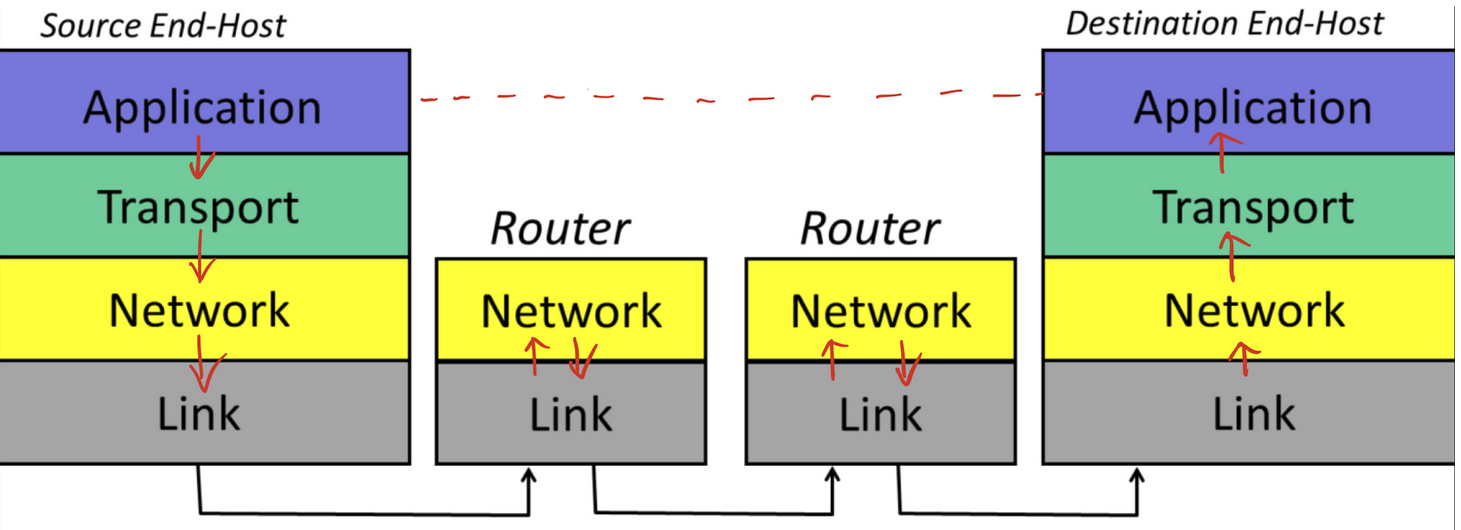 Source End-Host
Destination End-Host
Application
Application
Transport
Transport
Router
Router
Network
Network
Network
Network
Link
Link
Link
Link